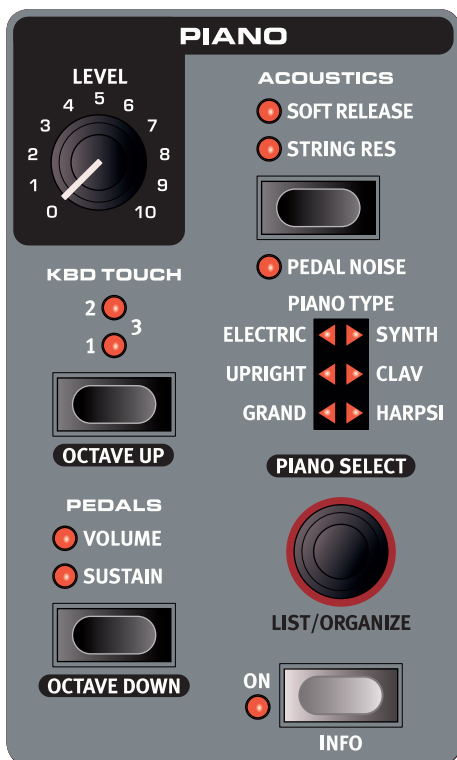 PIANO
LEVEL
0 1 2 3 4 5 6 7 8 9 10
ACOUSTICS
SOFT RELEASE
STRING RES
PEDAL NOISE
KBD TOUCH
2
3
1
OCTAVE UP
PIANO TYPE
ELECTRIC SYNTH
UPRIGHT CLAV
GRAND HARPSI
PIANO SELECT
LIST/ORGANIZE
PEDALS
VOLUME
SUSTAIN
OCTAVE DOWN
ON
INFO